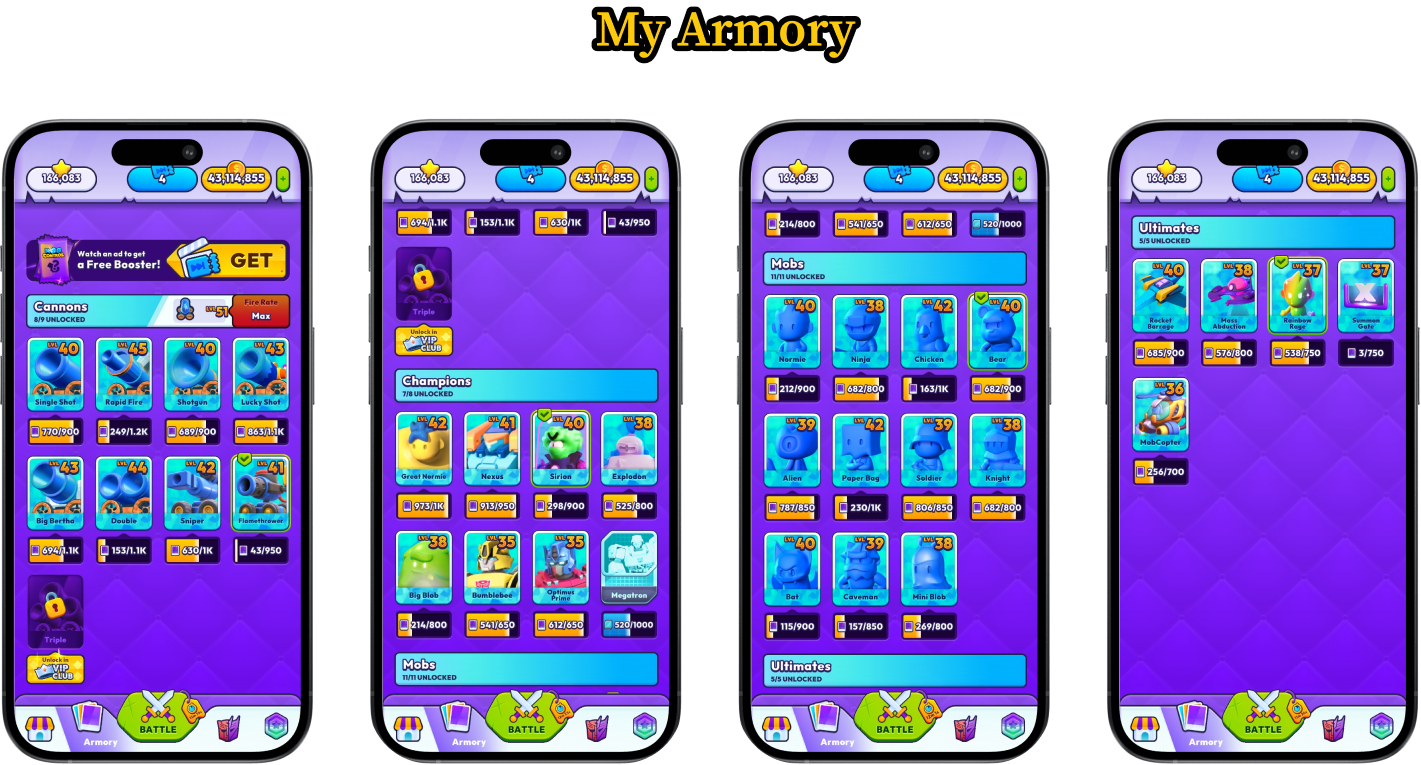 My Armory
166,083
4
43,114,855
+
Watch an ad to get
a Free Booster!
GET
Cannons
8/9 UNLOCKED
LVL 51
Fire Rate
Max
LVL 40 LVL 45 LVL 40 LVL 43
Single Shot Rapid Fire Shotgun Lucky Shot
770/900 249/1.2K 689/900 863/1.1K
LVL 43 LVL 44 LVL 42 LVL 41
Big Bertha Double Sniper Flamethrower
694/1.1K 153/1.1K 630/1K 43/950
Triple
Unlock in
VIP
CLUB
Armory
BATTLE
166,083
4
43,114,855
+
694/1.1K 153/1.1K 630/1K 43/950
Triple
Unlock in
VIP
CLUB
Champions
7/8 UNLOCKED
LVL 42 LVL 41 LVL 40 LVL 38
Great Normie Nexus Sirion Explodon
973/1K 913/950 298/900 525/800
LVL 38 LVL 35 LVL 35
Big Blob Bumblebee Optimus Prime Megatron
214/800 541/650 612/650 520/1000
Mobs
11/11 UNLOCKED
Armory
BATTLE
166,083
4
43,114,855
+
214/800 541/650 612/650 520/1000
Mobs
11/11 UNLOCKED
LVL 40 LVL 38 LVL 42 LVL 40
Normie Ninja Chicken Bear
212/900 682/800 163/1K 682/900
LVL 39 LVL 42 LVL 39 LVL 38
Alien Paper Bag Soldier Knight
787/850 230/1K 806/850 682/800
LVL 40 LVL 39 LVL 38
Bat Caveman Mini Blob
115/900 157/850 269/800
Ultimates
5/5 UNLOCKED
Armory
BATTLE
166,083
4
43,114,855
+
Ultimates
5/5 UNLOCKED
LVL 40 LVL 38 LVL 37 LVL 37
Rocket Barrage Mass Abduction Rainbow Rage Summon Gate
685/900 576/800 538/750 3/750
LVL 36
MobCopter
256/700
Armory
BATTLE